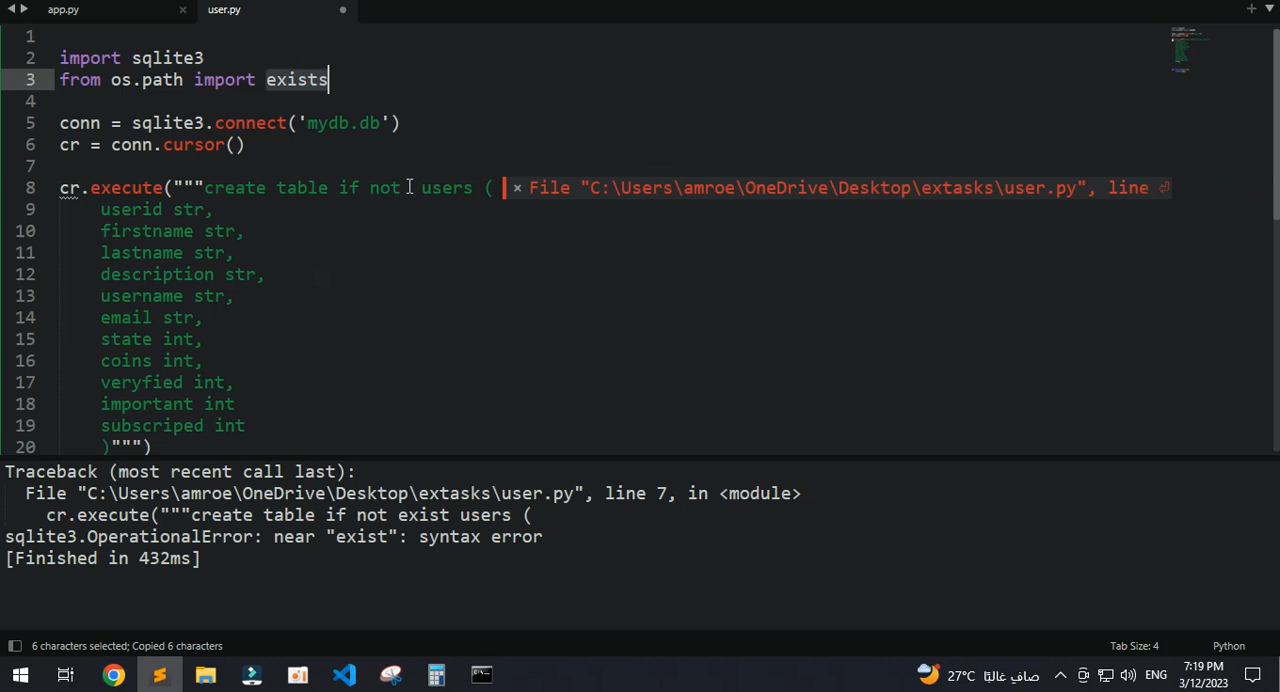 app.py × user.py
1
2 import sqlite3
3 from os.path import exists
4
5 conn = sqlite3.connect('mydb.db')
6 cr = conn.cursor()
7
8 cr.execute("""create table if not users ( × File "C:\Users\amroe\OneDrive\Desktop\extasks\user.py", line
9 userid str,
10 firstname str,
11 lastname str,
12 description str,
13 username str,
14 email str,
15 state int,
16 coins int,
17 veryfied int,
18 important int
19 subscriped int
20 )""")
Traceback (most recent call last):
File "C:\Users\amroe\OneDrive\Desktop\extasks\user.py", line 7, in <module>
cr.execute("""create table if not exist users (
sqlite3.OperationalError: near "exist": syntax error
[Finished in 432ms]
6 characters selected; Copied 6 characters Tab Size: 4 Python
27°C صافٍ غالبًا ENG 7:19 PM
3/12/2023